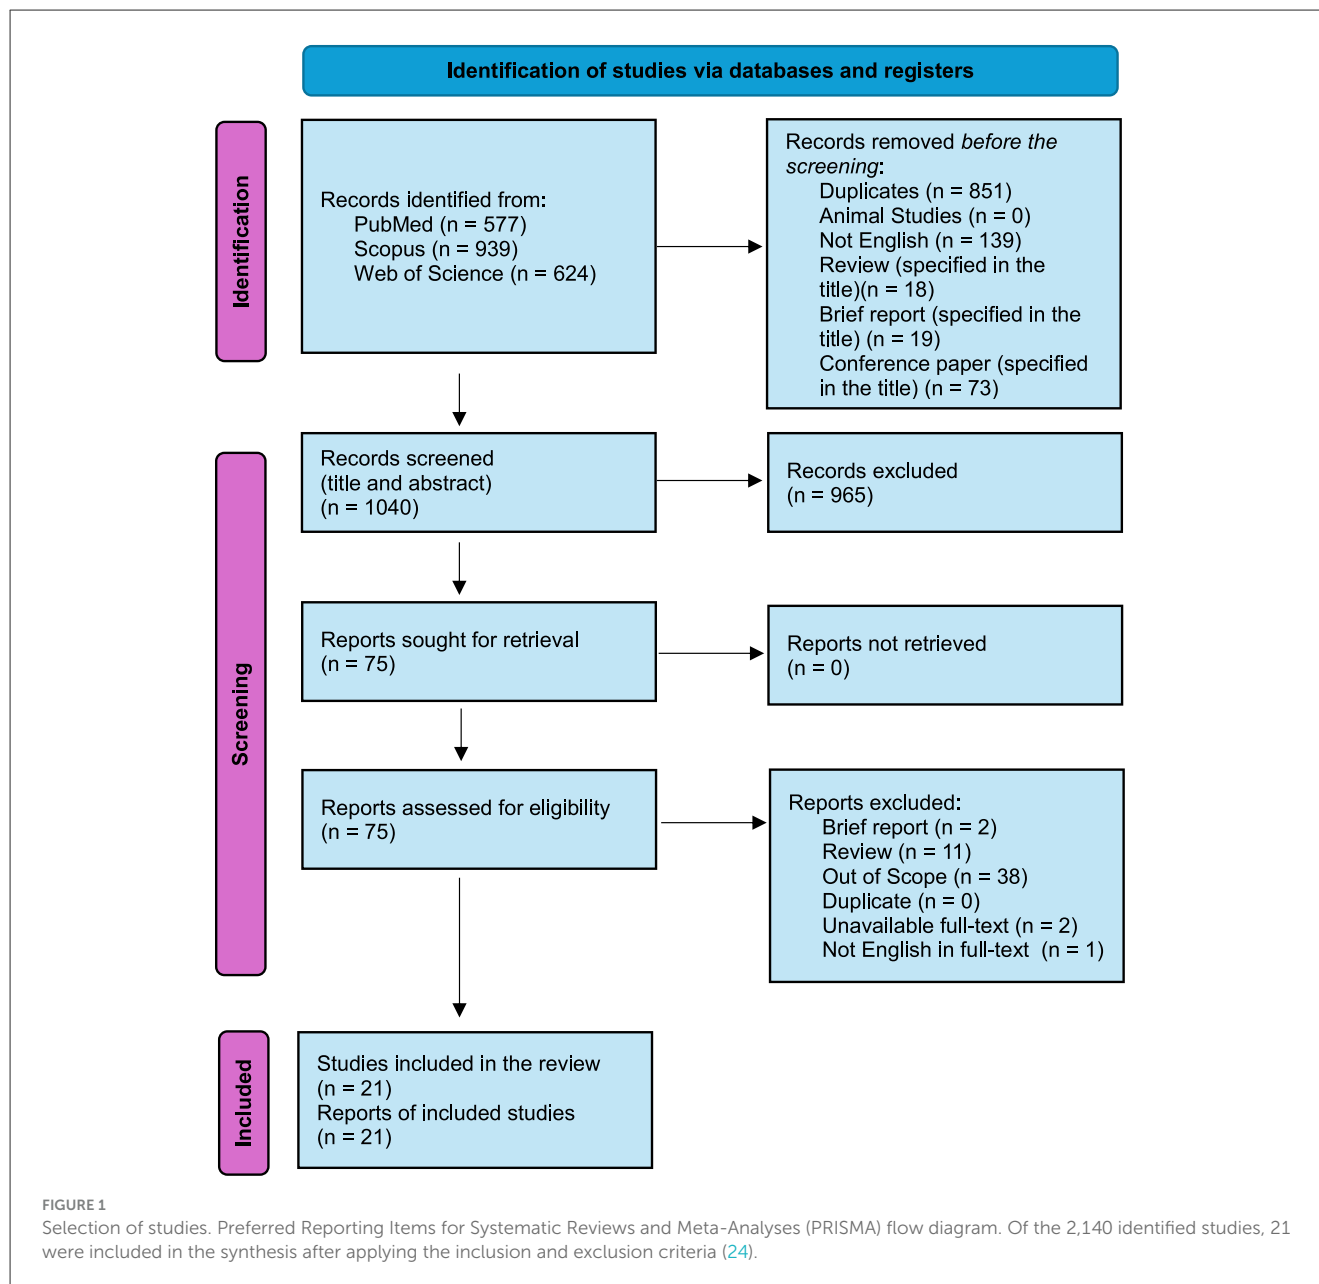 Identification of studies via databases and registers
Identification
Records identified from:
PubMed (n = 577)
Scopus (n = 939)
Web of Science (n = 624)
Records removed before the
screening:
Duplicates (n = 851)
Animal Studies (n = 0)
Not English (n = 139)
Review (specified in the
title)(n = 18)
Brief report (specified in the
title) (n = 19)
Conference paper (specified
in the title) (n = 73)
Screening
Records screened
(title and abstract)
(n = 1040)
Records excluded
(n = 965)
Reports sought for retrieval
(n = 75)
Reports not retrieved
(n = 0)
Reports assessed for eligibility
(n = 75)
Reports excluded:
Brief report (n = 2)
Review (n = 11)
Out of Scope (n = 38)
Duplicate (n = 0)
Unavailable full-text (n = 2)
Not English in full-text (n = 1)
Included
Studies included in the review
(n = 21)
Reports of included studies
(n = 21)
FIGURE 1
Selection of studies. Preferred Reporting Items for Systematic Reviews and Meta-Analyses (PRISMA) flow diagram. Of the 2,140 identified studies, 21
were included in the synthesis after applying the inclusion and exclusion criteria (24).